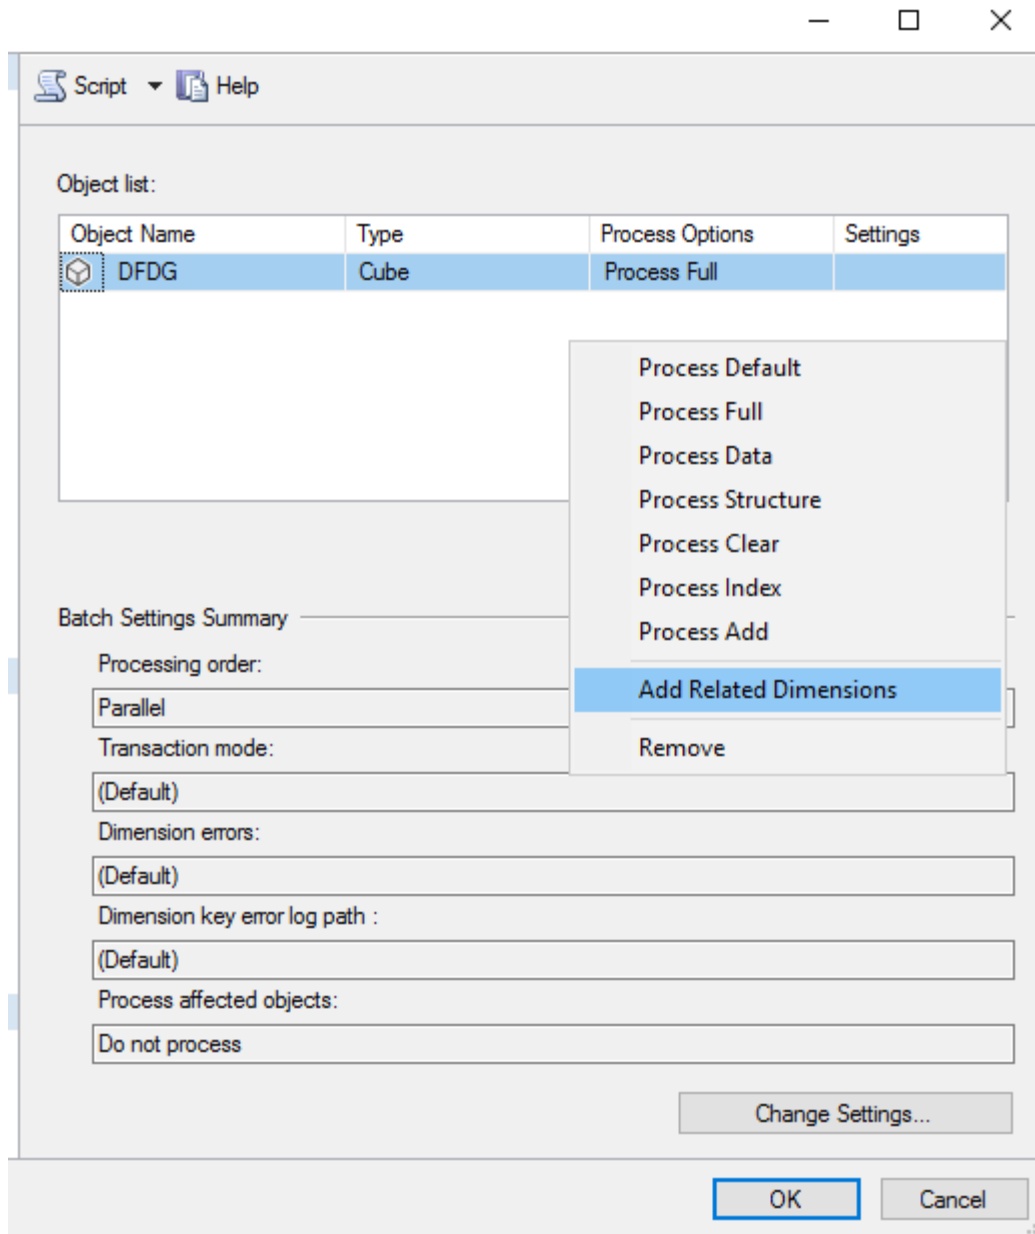 Script Help
Object list:
Object Name Type Process Options Settings
DFDG Cube Process Full
Process Default
Process Full
Process Data
Process Structure
Process Clear
Process Index
Process Add
Add Related Dimensions
Remove
Batch Settings Summary
Processing order:
Parallel
Transaction mode:
(Default)
Dimension errors:
(Default)
Dimension key error log path :
(Default)
Process affected objects:
Do not process
Change Settings...
OK Cancel